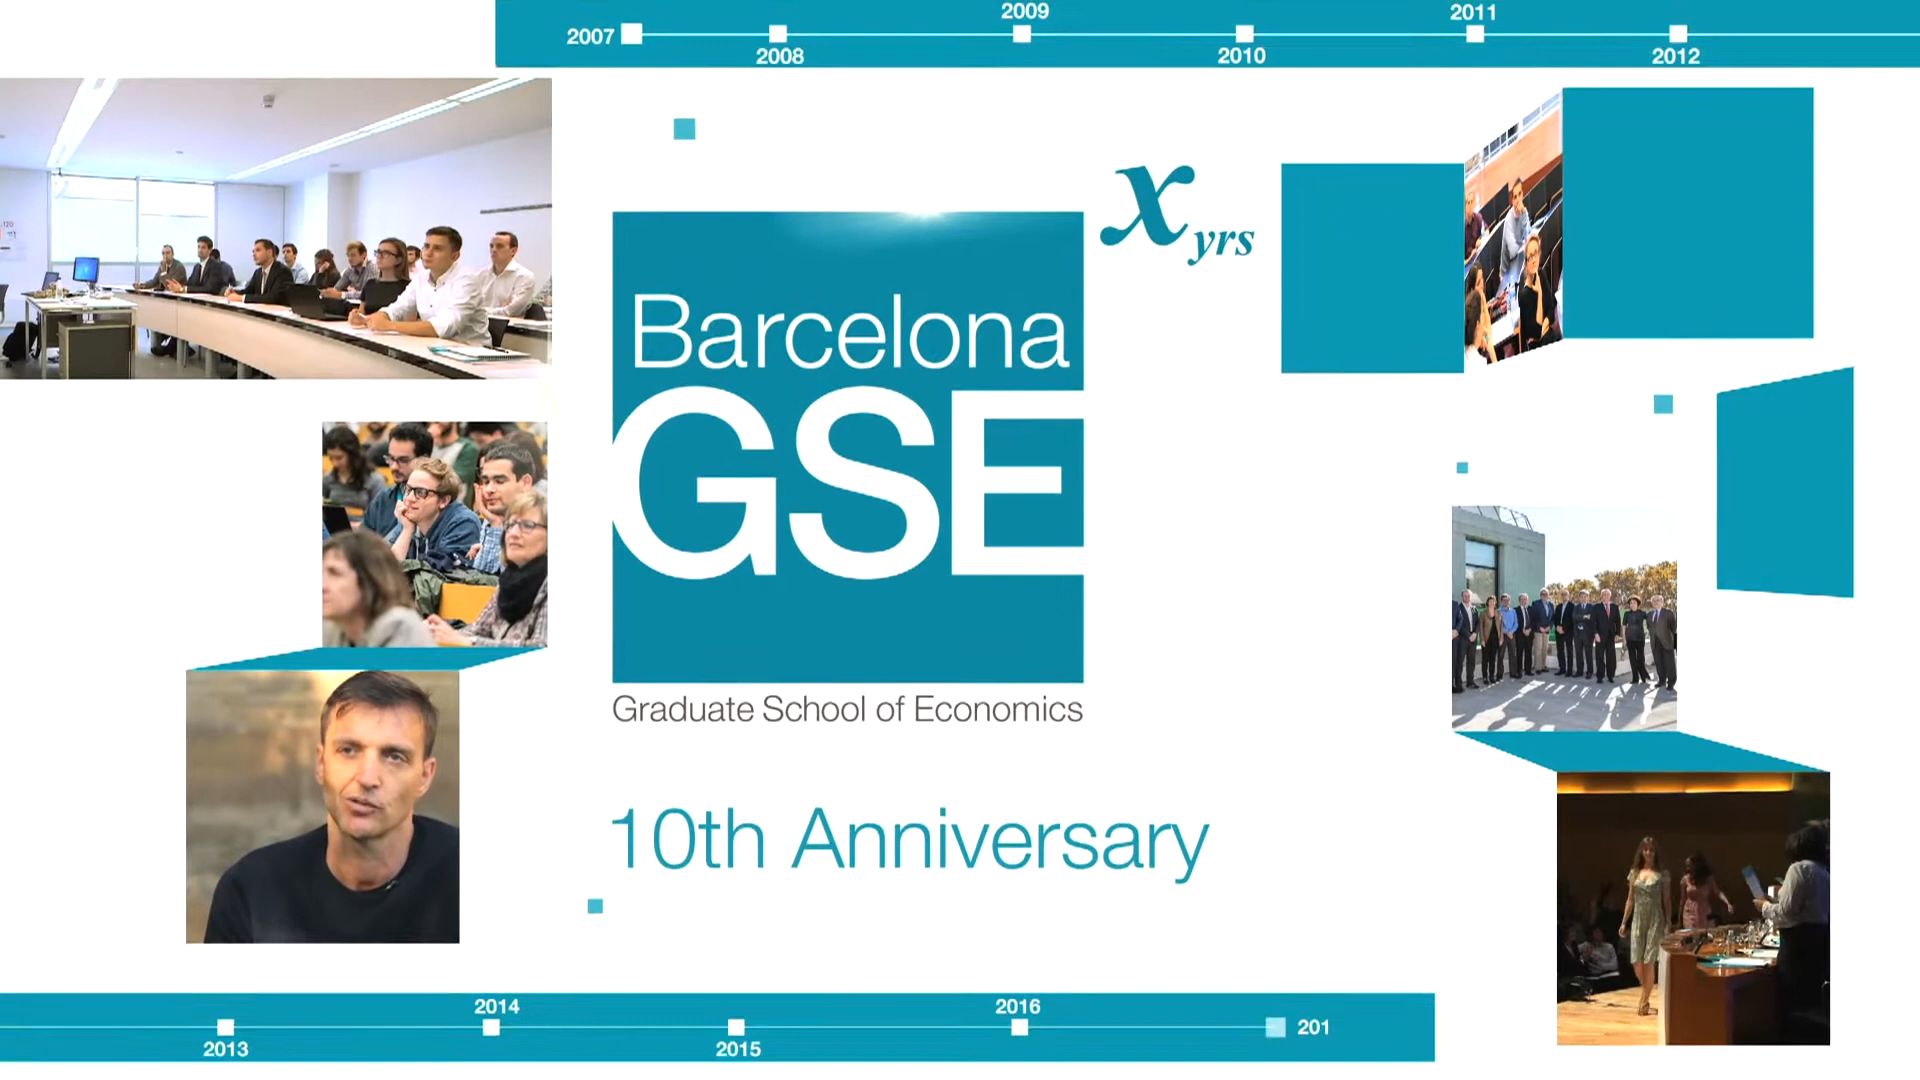 2007
2008
2009
2010
2011
2012
x yrs
Barcelona
GSE
Graduate School of Economics
10th Anniversary
2013
2014
2015
2016
201